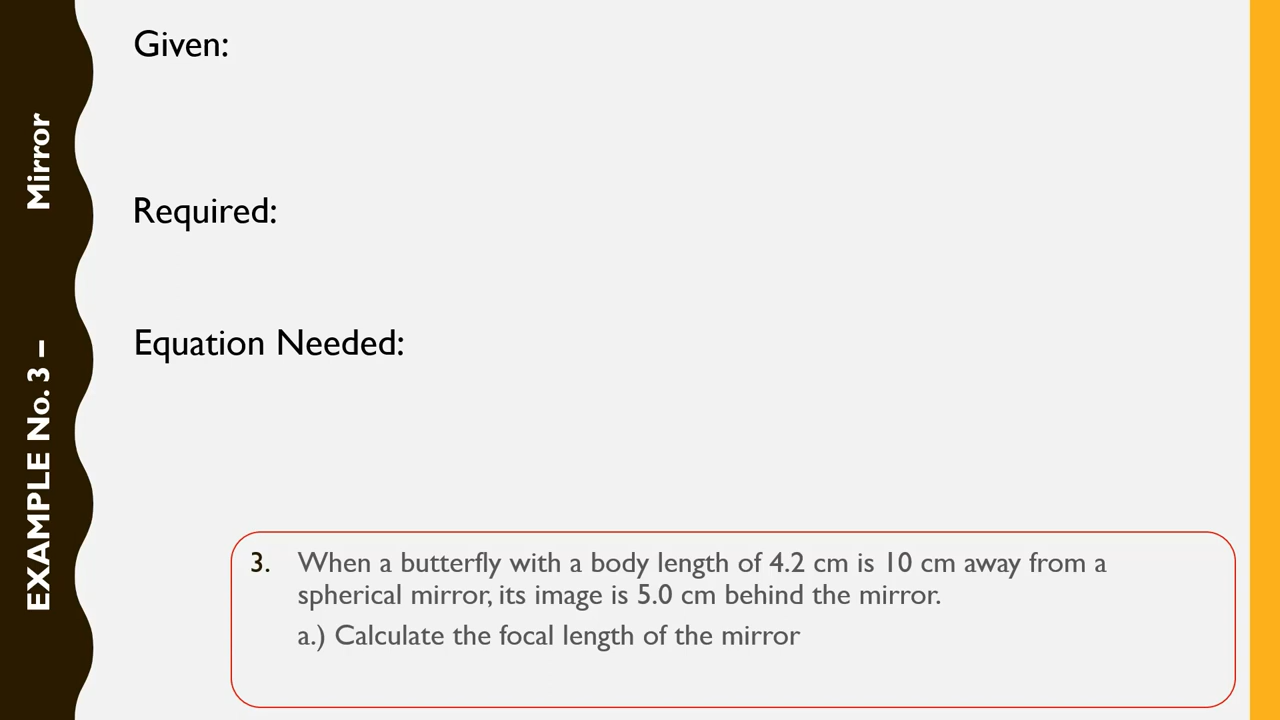 EXAMPLE No. 3 – Mirror
Given:
Required:
Equation Needed:
3. When a butterfly with a body length of 4.2 cm is 10 cm away from a
spherical mirror, its image is 5.0 cm behind the mirror.
a.) Calculate the focal length of the mirror